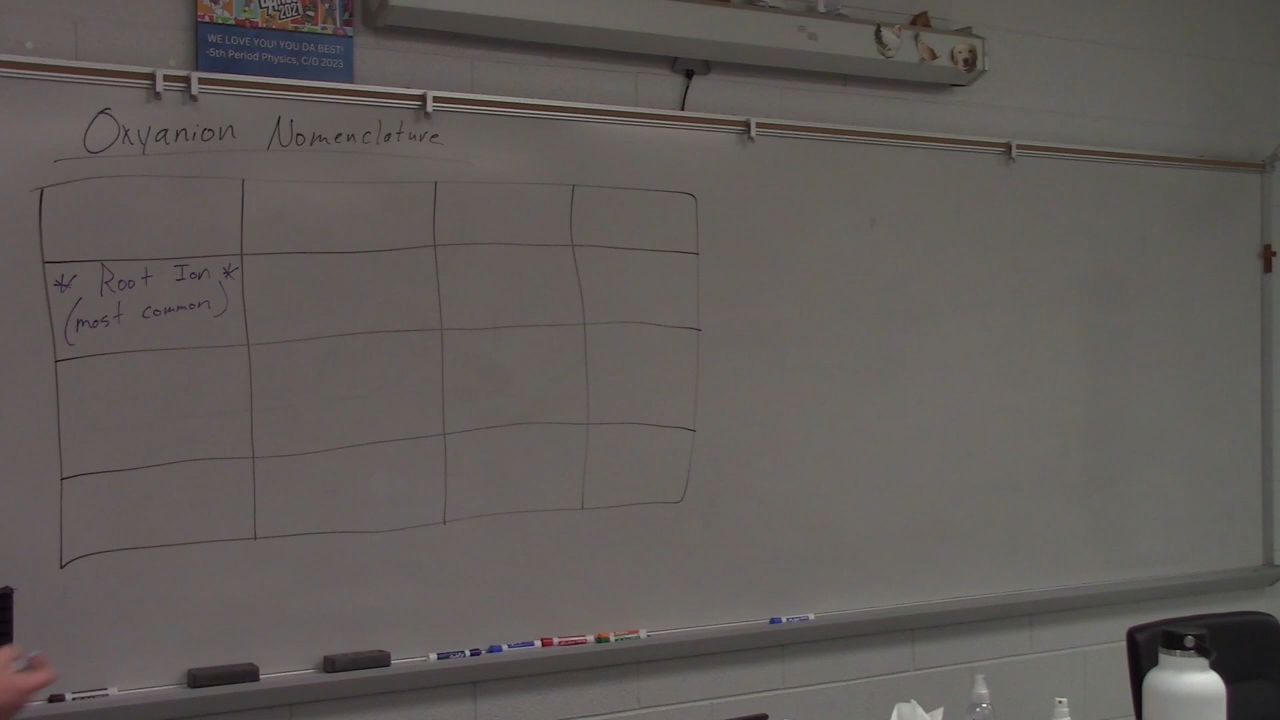 WE LOVE YOU! YOU DA BEST!
-5th Period Physics, C/O 2023
Oxyanion Nomenclature
* Root Ion *
(most common)